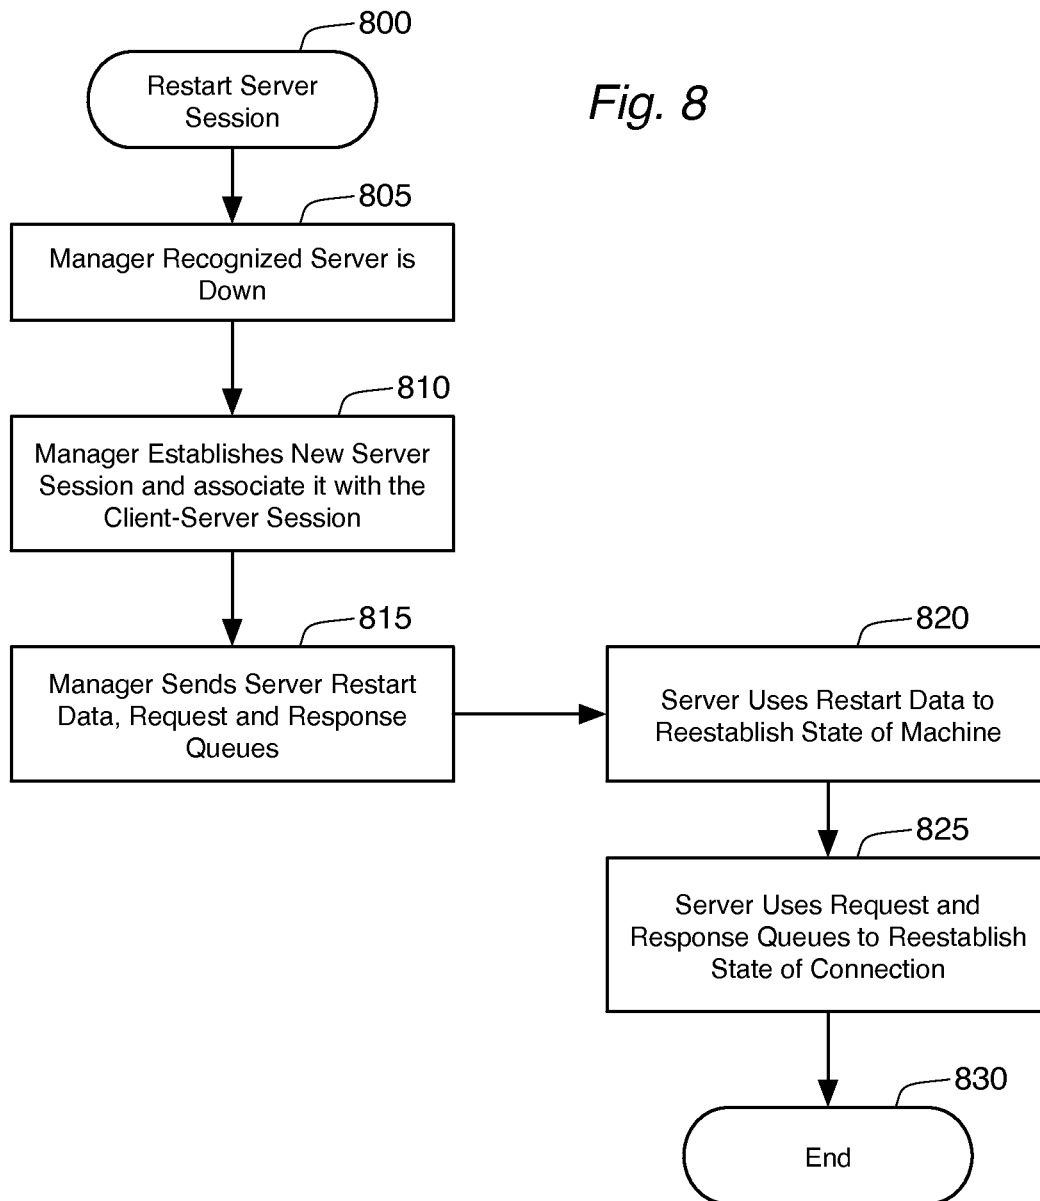 800
Restart Server
Session
Fig. 8
805
Manager Recognized Server is
Down
810
Manager Establishes New Server
Session and associate it with the
Client-Server Session
815
Manager Sends Server Restart
Data, Request and Response
Queues
820
Server Uses Restart Data to
Reestablish State of Machine
825
Server Uses Request and
Response Queues to Reestablish
State of Connection
830
End